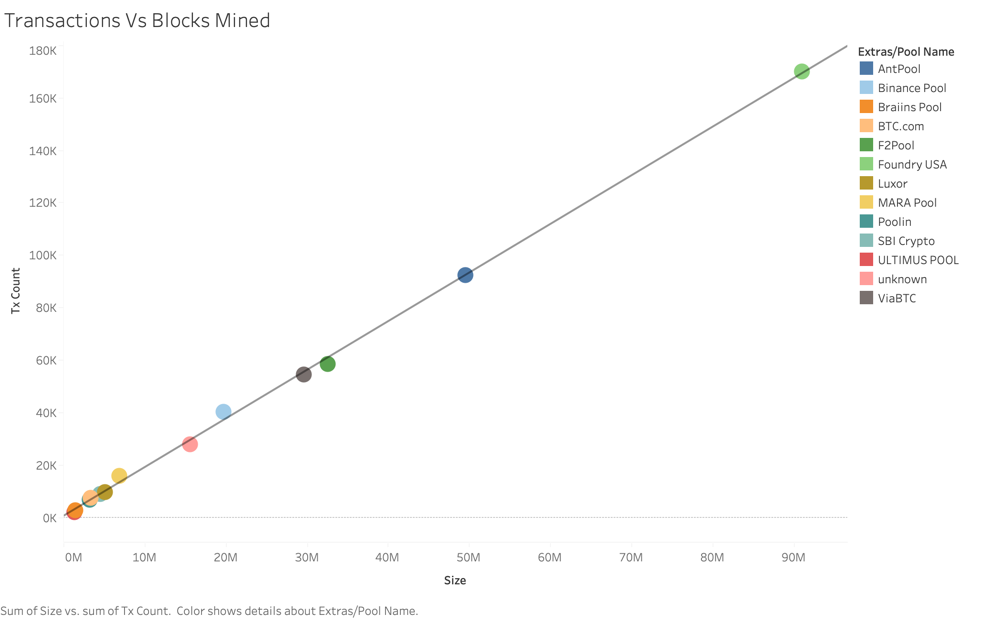 Transactions Vs Blocks Mined
180K
160K
140K
120K
100K
80K
60K
40K
20K
0K
Tx Count
0M 10M 20M 30M 40M 50M 60M 70M 80M 90M
Size
Extras/Pool Name
AntPool
Binance Pool
Braiins Pool
BTC.com
F2Pool
Foundry USA
Luxor
MARA Pool
Poolin
SBI Crypto
ULTIMUS POOL
unknown
ViaBTC
Sum of Size vs. sum of Tx Count. Color shows details about Extras/Pool Name.